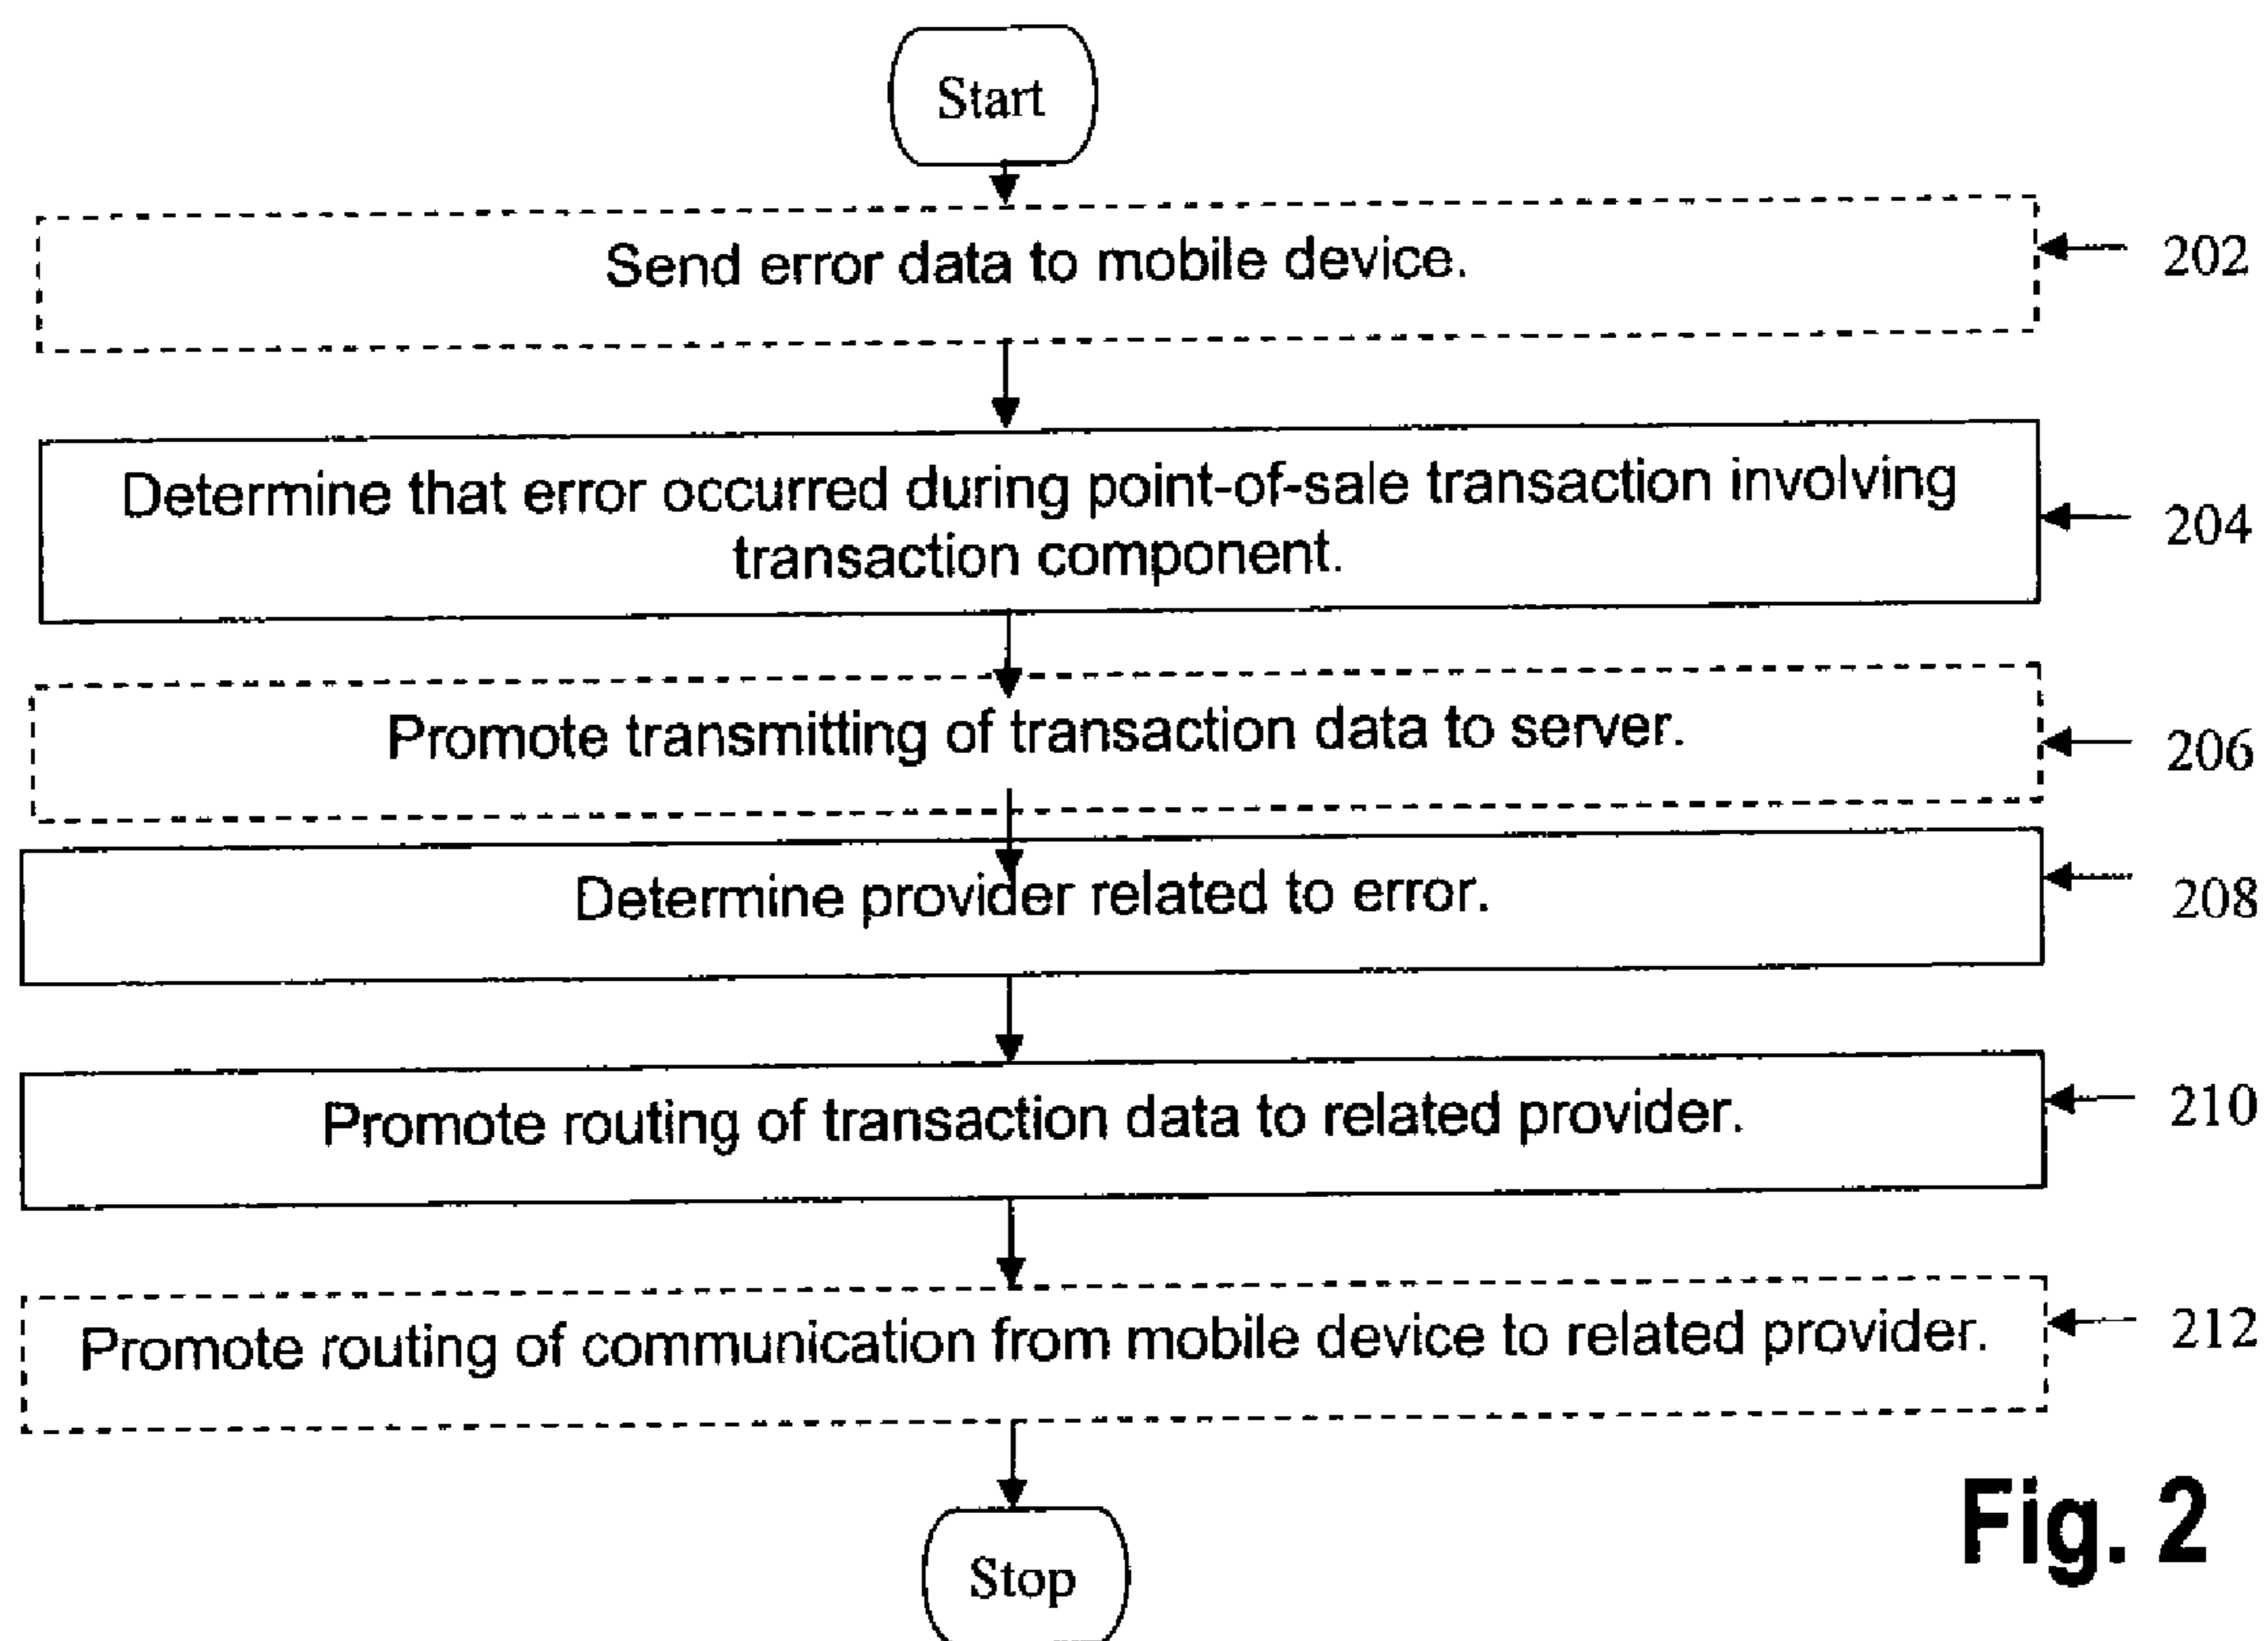 Start
Send error data to mobile device.
202
Determine that error occurred during point-of-sale transaction involving
transaction component.
204
Promote transmitting of transaction data to server.
206
Determine provider related to error.
208
Promote routing of transaction data to related provider.
210
Promote routing of communication from mobile device to related provider.
212
Stop
Fig. 2